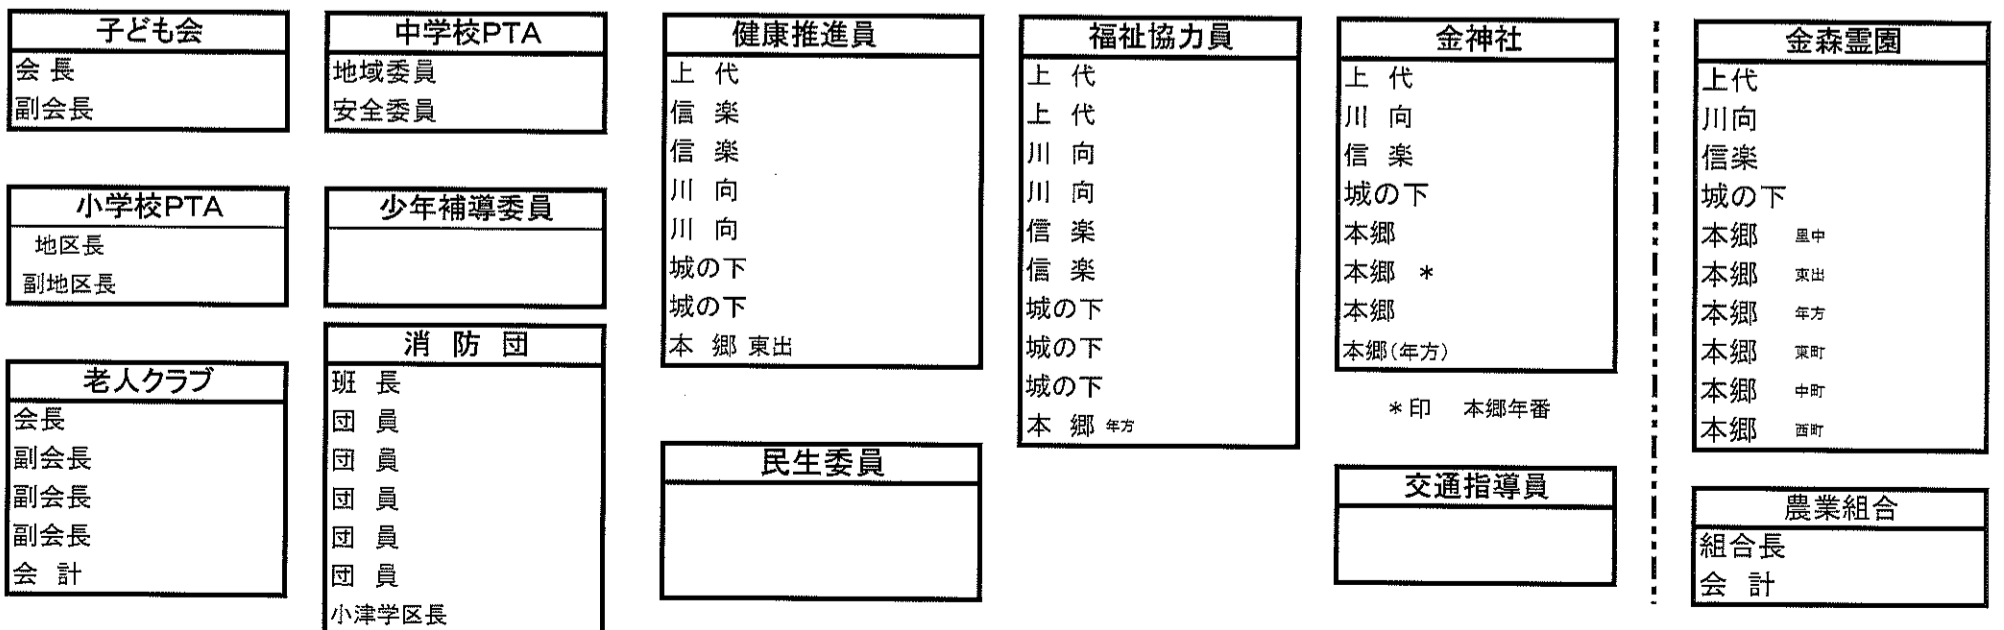 子ども会
会 長
副会長
小学校PTA
地区長
副地区長
老人クラブ
会長
副会長
副会長
副会長
会 計
中学校PTA
地域委員
安全委員
少年補導委員
消 防 団
班 長
団 員
団 員
団 員
団 員
団 員
小津学区長
健康推進員
上 代
信 楽
信 楽
川 向
川 向
城の下
城の下
本 郷 東出
民生委員
福祉協力員
上 代
上 代
川 向
川 向
信 楽
信 楽
城の下
城の下
城の下
本 郷 年方
金神社
上 代
川 向
信 楽
城の下
本郷
本郷 *
本郷
本郷(年方)
*印 本郷年番
交通指導員
金森霊園
上代
川向
信楽
城の下
本郷 里中
本郷 東出
本郷 年方
本郷
本郷 中町
本郷 西町
農業組合
組合長
会 計